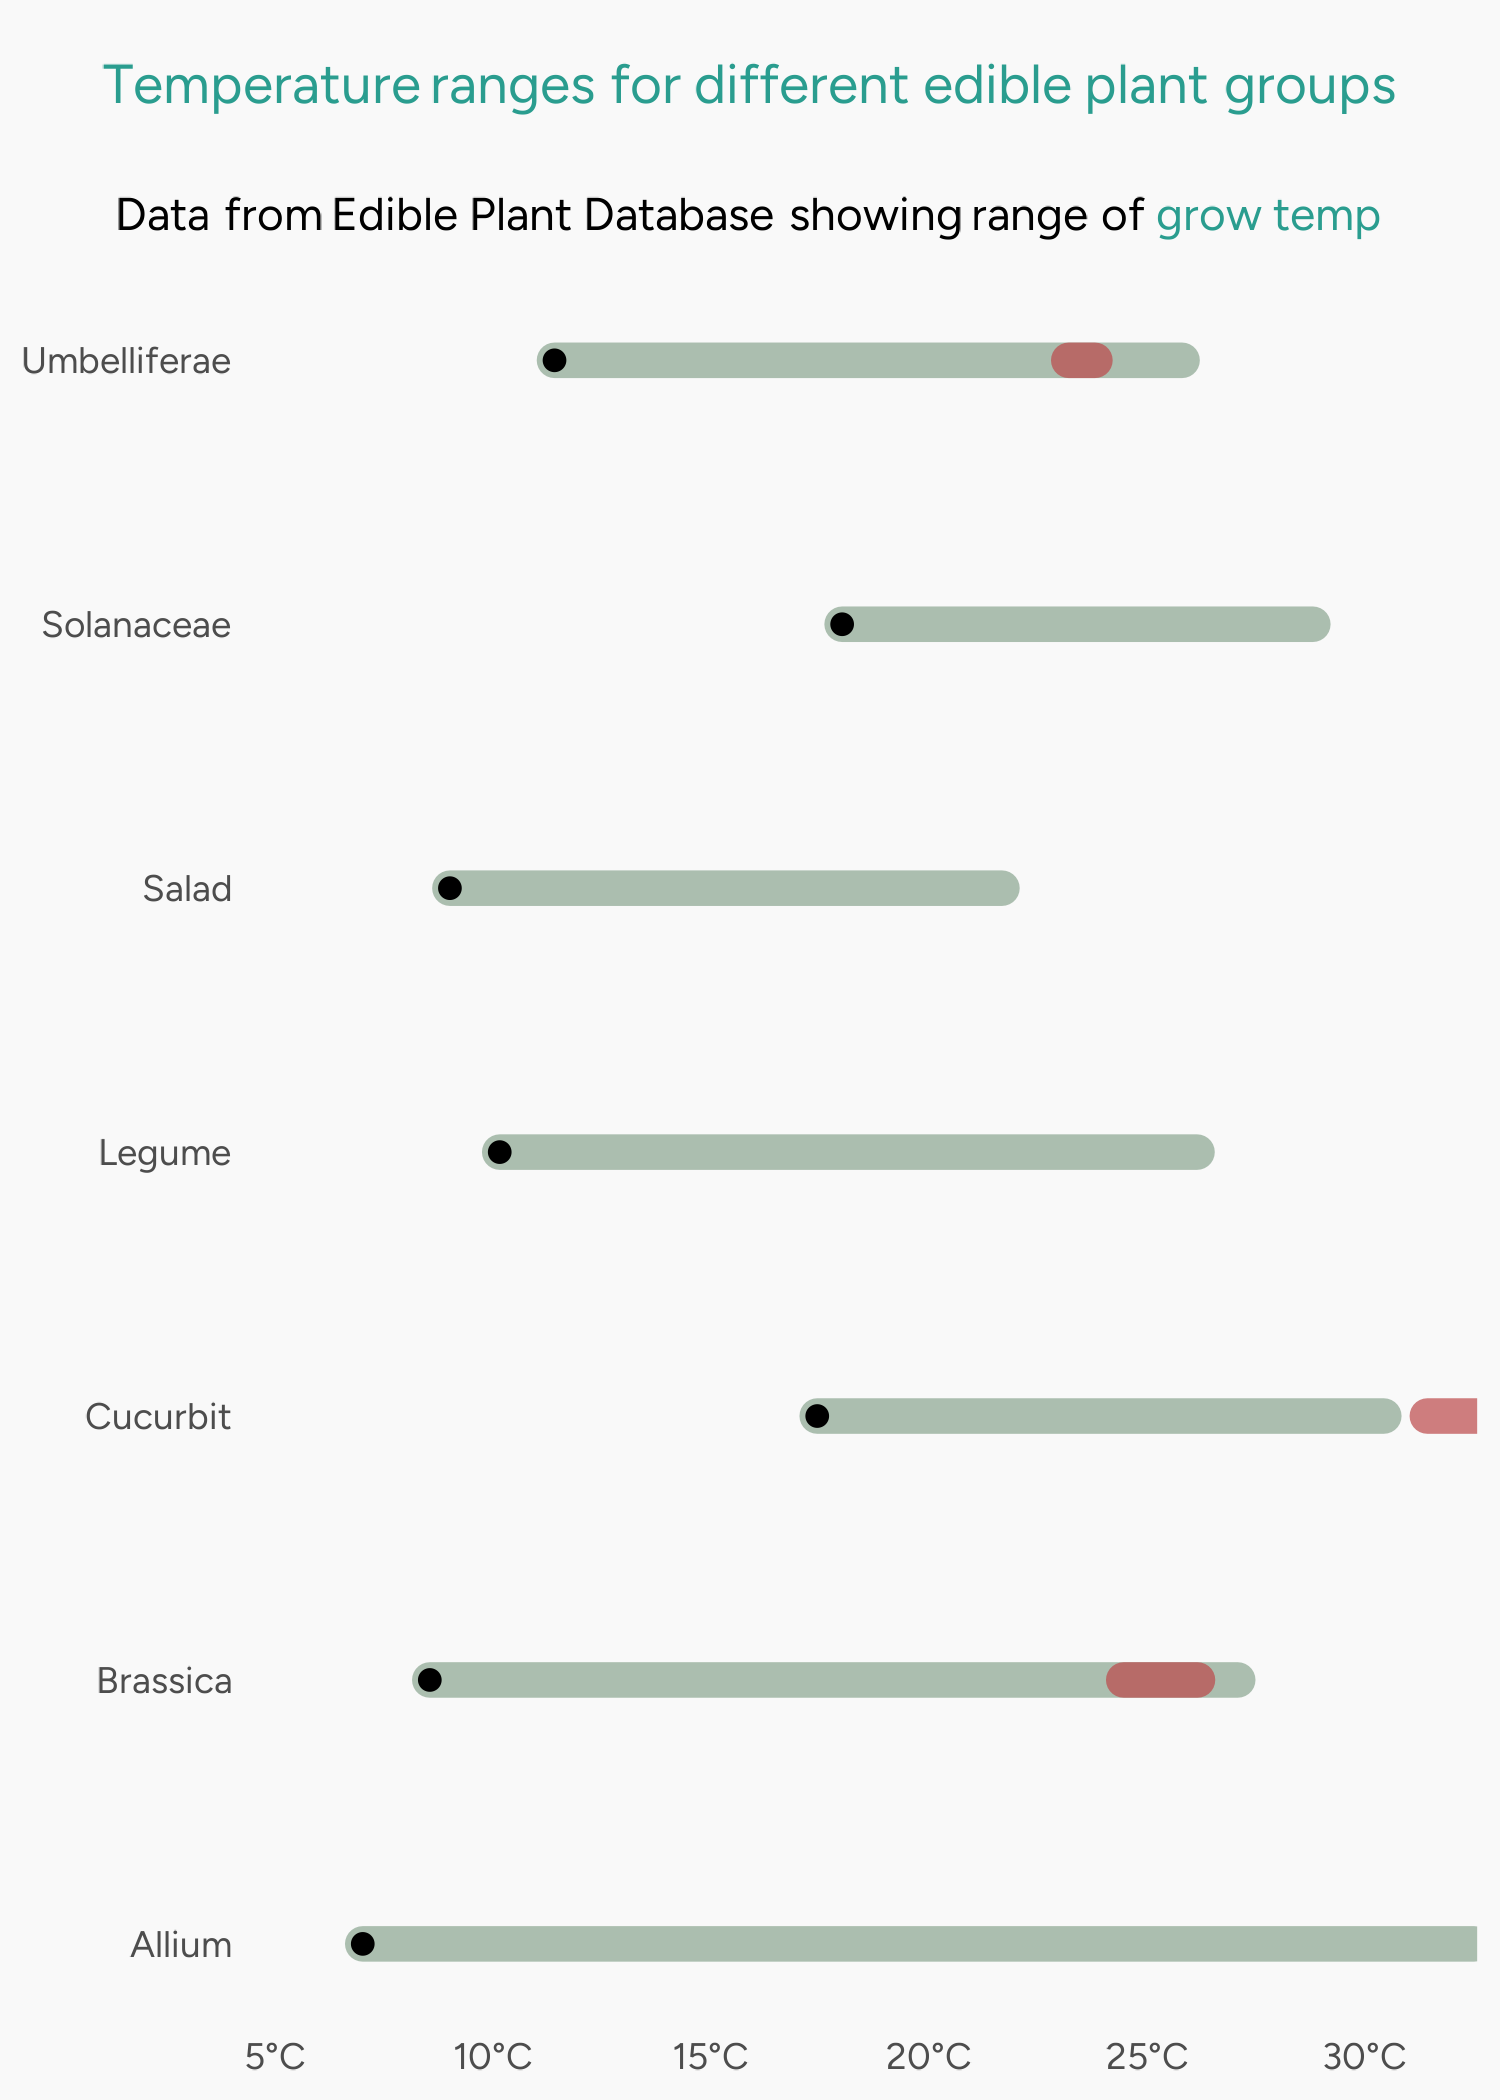 Temperature ranges for different edible plant groups
Data from Edible Plant Database showing range of grow temp
Umbelliferae
Solanaceae
Salad
Legume
Cucurbit
Brassica
Allium
5°C 10°C 15°C 20°C 25°C 30°C